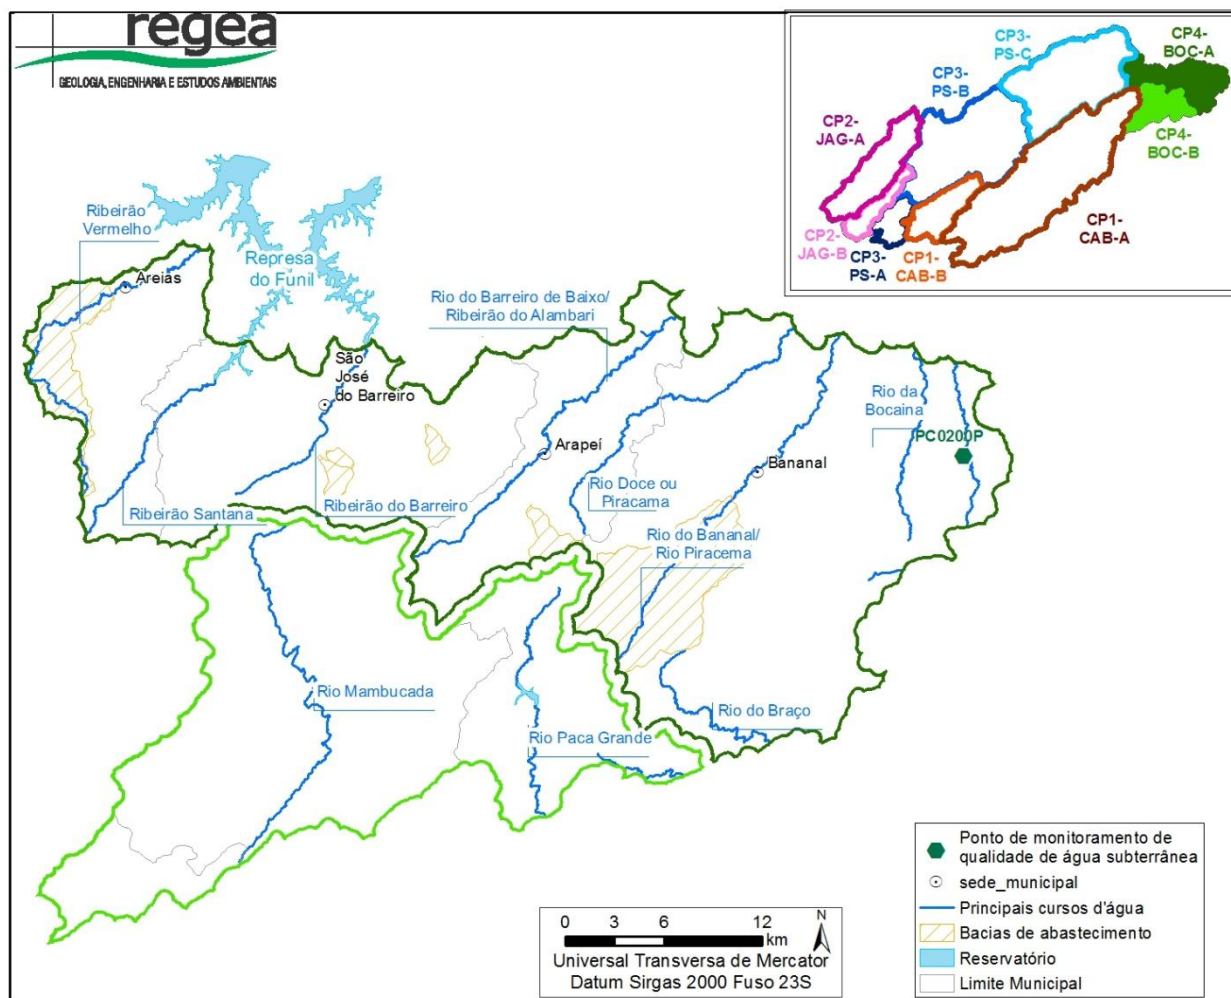 regea
GEOLOGIA, ENGENHARIA E ESTUDOS AMBIENTAIS
CP3-
PS-C
CP4-
BOC-A
CP3-
PS-B
CP2-
JAG-A
CP4-
BOC-B
CP2-
JAG-B
CP3-
PS-A
CP1-
CAB-B
CP1-
CAB-A
Ribeirão
Vermelho
Areias
Represa
do Funil
Rio do Barreiro de Baixo/
Ribeirão do Alambari
São
José
do Barreiro
Rio da
Bocaina
PC0200P
Arapeí
Bananal
Rio Doce ou
Piracama
Ribeirão Santana
Ribeirão do Barreiro
Rio do Bananal/
Rio Piracema
Rio Mambucada
Rio do Braço
Rio Paca Grande
Ponto de monitoramento de
qualidade de água subterrânea
sede_municipal
Principais cursos d'água
Bacias de abastecimento
Reservatório
Limite Municipal
0 3 6 12
km
N
Universal Transversa de Mercator
Datum Sirgas 2000 Fuso 23S